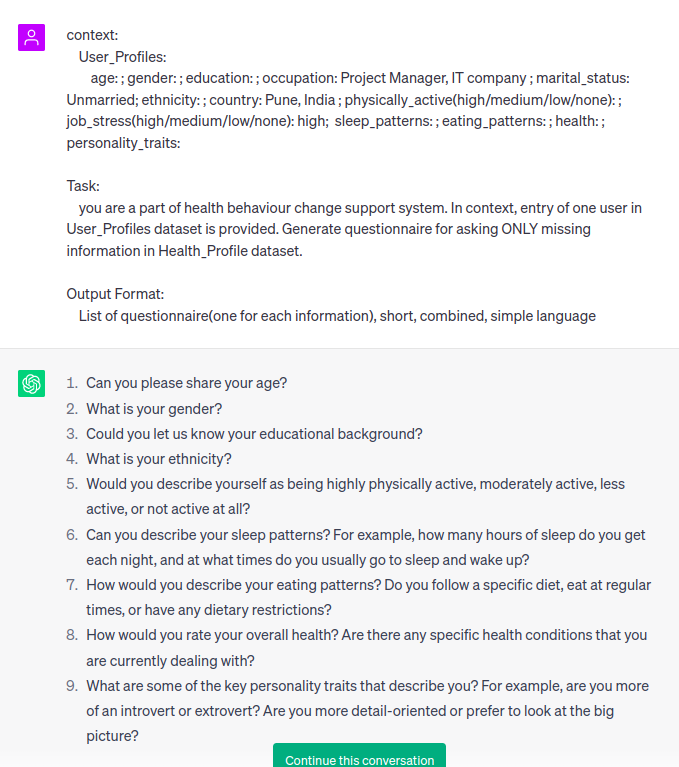 context:
User_Profiles:
age: ; gender: ; education: ; occupation: Project Manager, IT company ; marital_status:
Unmarried; ethnicity: ; country: Pune, India ; physically_active(high/medium/low/none): ;
job_stress(high/medium/low/none): high; sleep_patterns: ; eating_patterns: ; health: ;
personality_traits:
Task:
you are a part of health behaviour change support system. In context, entry of one user in
User_Profiles dataset is provided. Generate questionnaire for asking ONLY missing
information in Health_Profile dataset.
Output Format:
List of questionnaire(one for each information), short, combined, simple language
1. Can you please share your age?
2. What is your gender?
3. Could you let us know your educational background?
4. What is your ethnicity?
5. Would you describe yourself as being highly physically active, moderately active, less
active, or not active at all?
6. Can you describe your sleep patterns? For example, how many hours of sleep do you get
each night, and at what times do you usually go to sleep and wake up?
7. How would you describe your eating patterns? Do you follow a specific diet, eat at regular
times, or have any dietary restrictions?
8. How would you rate your overall health? Are there any specific health conditions that you
are currently dealing with?
9. What are some of the key personality traits that describe you? For example, are you more
of an introvert or extrovert? Are you more detail-oriented or prefer to look at the big
picture?
Continue this conversation